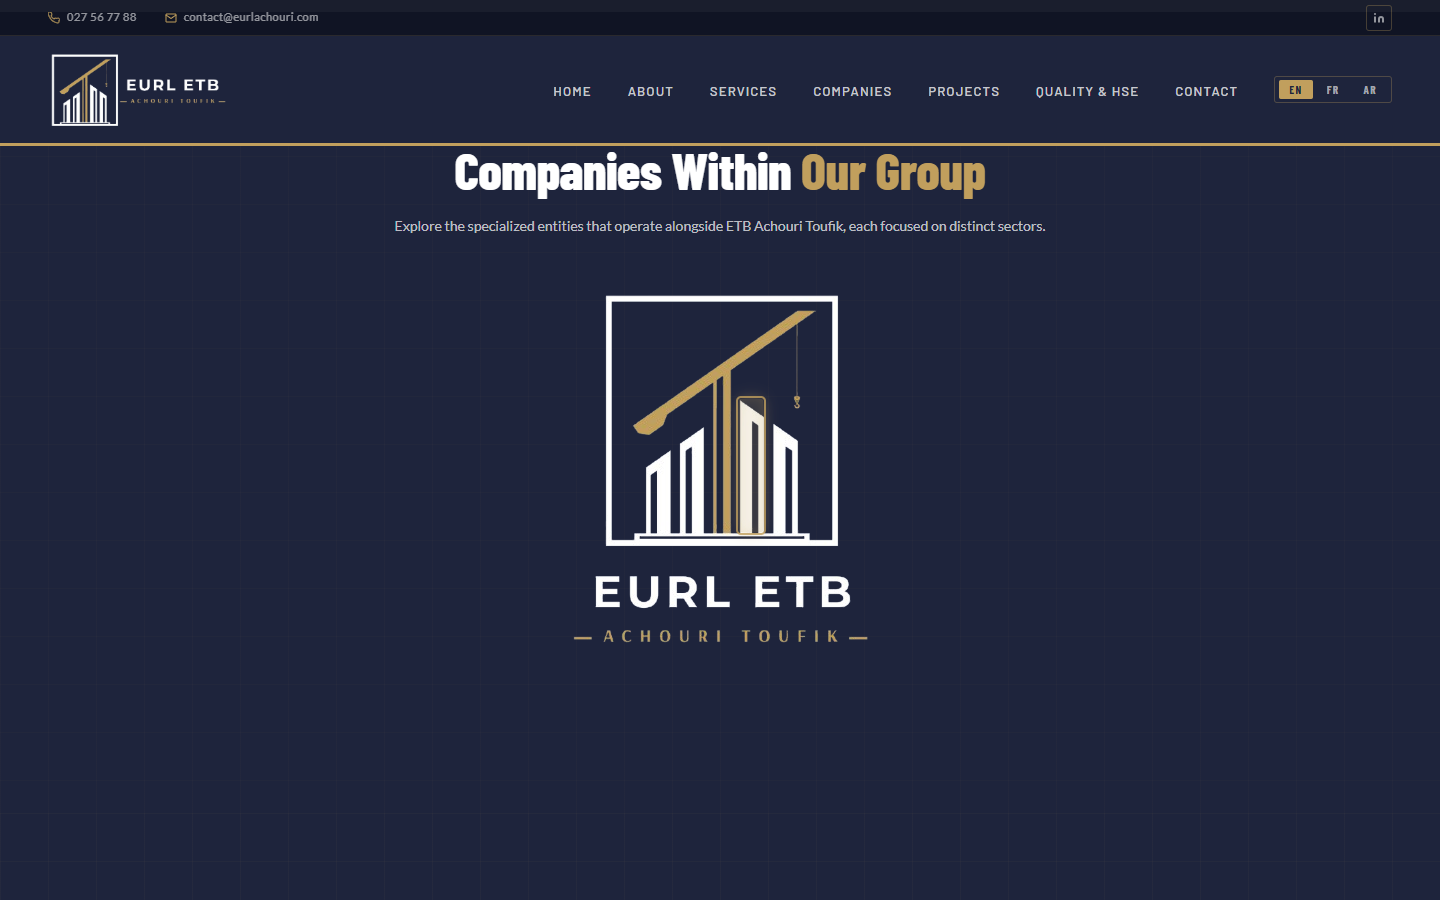 027 56 77 88 contact@eurlachouri.com in
EURL ETB
ACHOURI TOUFIK
HOME ABOUT SERVICES COMPANIES PROJECTS QUALITY & HSE CONTACT EN FR AR
Companies Within Our Group
Explore the specialized entities that operate alongside ETB Achouri Toufik, each focused on distinct sectors.
EURL ETB
— ACHOURI TOUFIK —